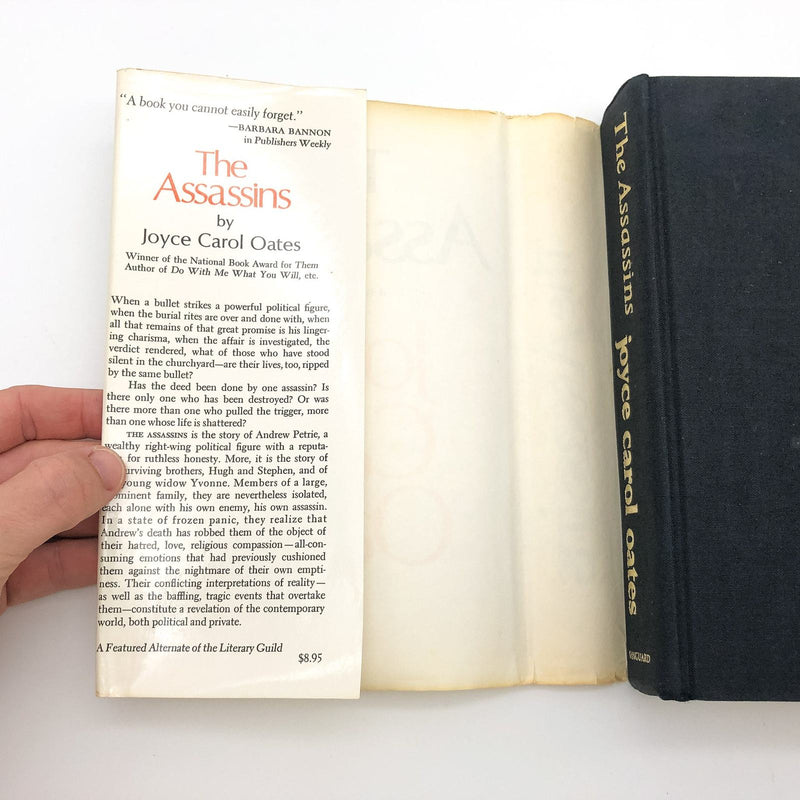 “A book you cannot easily forget.”
—BARBARA BANNON
in Publishers Weekly
The
Assassins
by
Joyce Carol Oates
Winner of the National Book Award for Them
Author of Do With Me What You Will, etc.
When a bullet strikes a powerful political figure,
when the burial rites are over and done with, when
all that remains of that great promise is his linger-
ing charisma, when the affair is investigated, the
verdict rendered, what of those who have stood
silent in the churchyard—are their lives, too, ripped
by the same bullet?
Has the deed been done by one assassin? Is
there only one who has been destroyed? Or was
there more than one who pulled the trigger, more
than one whose life is shattered?
THE ASSASSINS is the story of Andrew Petrie, a
wealthy right-wing political figure with a reputa-
for ruthless honesty. More, it is the story of
surviving brothers, Hugh and Stephen, and of
young widow Yvonne. Members of a large,
prominent family, they are nevertheless isolated,
each alone with his own enemy, his own assassin.
In a state of frozen panic, they realize that
Andrew's death has robbed them of the object of
their hatred, love, religious compassion—all-con-
suming emotions that had previously cushioned
them against the nightmare of their own empti-
ness. Their conflicting interpretations of reality—
as well as the baffling, tragic events that overtake
them—constitute a revelation of the contemporary
world, both political and private.
A Featured Alternate of the Literary Guild
$8.95
The Assassins joyce carol oates
VANGUARD